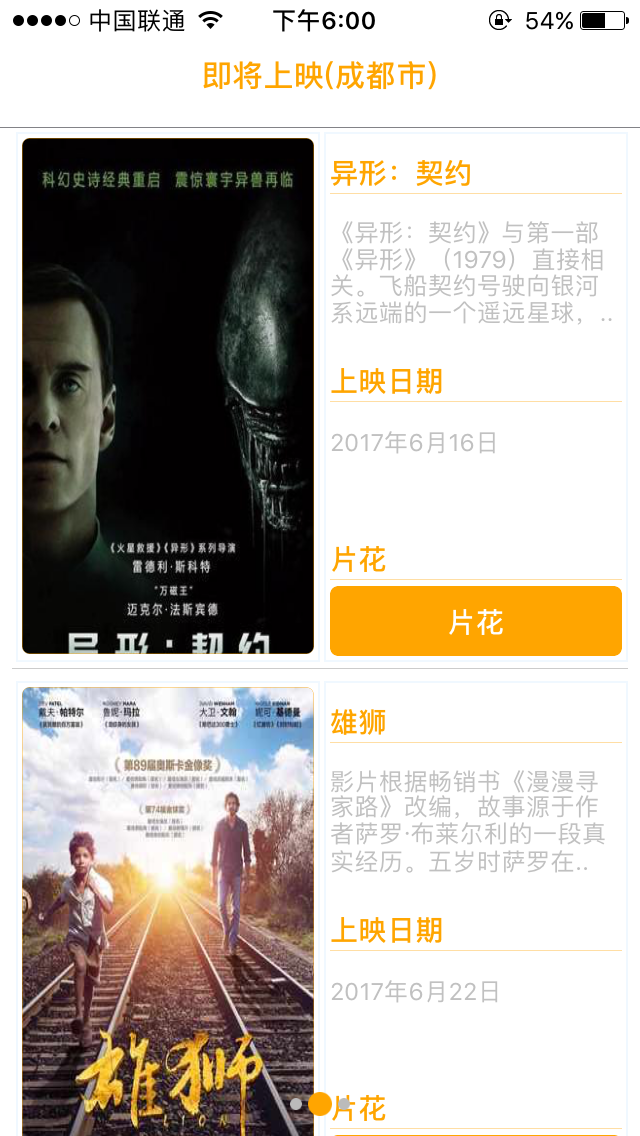 中国联通 下午6:00 54%
即将上映(成都市)
科幻史诗经典重启 震惊寰宇异兽再临
《火星救援》《异形》系列导演
雷德利·斯科特
"万磁王"
迈克尔·法斯宾德
异形:契约
异形：契约
《异形：契约》与第一部
《异形》（1979）直接相
关。飞船契约号驶向银河
系远端的一个遥远星球，..
上映日期
2017年6月16日
片花
片花
DEV PATEL ROONEY MARA DAVID WENHAM NICOLE KIDMAN
戴夫·帕特尔 鲁妮·玛拉 大卫·文翰 妮可·基德曼
第89届奥斯卡金像奖
第74届金球奖
雄狮
LION
雄狮
影片根据畅销书《漫漫寻
家路》改编，故事源于作
者萨罗·布莱尔利的一段真
实经历。五岁时萨罗在..
上映日期
2017年6月22日
片花